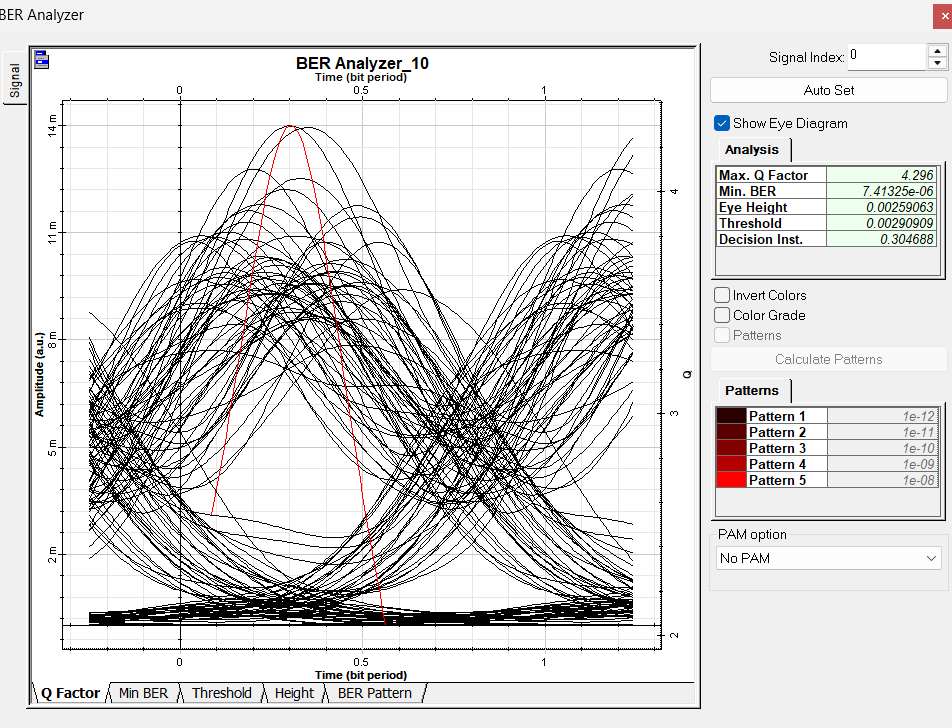 BER Analyzer
Signal
BER Analyzer_10
Time (bit period)
0 0.5 1
Amplitude (a.u.)
14 m
11 m
8 m
5 m
2 m
Q
4
3
2
0 0.5 1
Time (bit period)
Q Factor Min BER Threshold Height BER Pattern
Signal Index: 0
Auto Set
Show Eye Diagram
Analysis
Max. Q Factor 4.296
Min. BER 7.41325e-06
Eye Height 0.00259063
Threshold 0.00290909
Decision Inst. 0.304688
Invert Colors
Color Grade
Patterns
Calculate Patterns
Patterns
Pattern 1 1e-12
Pattern 2 1e-11
Pattern 3 1e-10
Pattern 4 1e-09
Pattern 5 1e-08
PAM option
No PAM